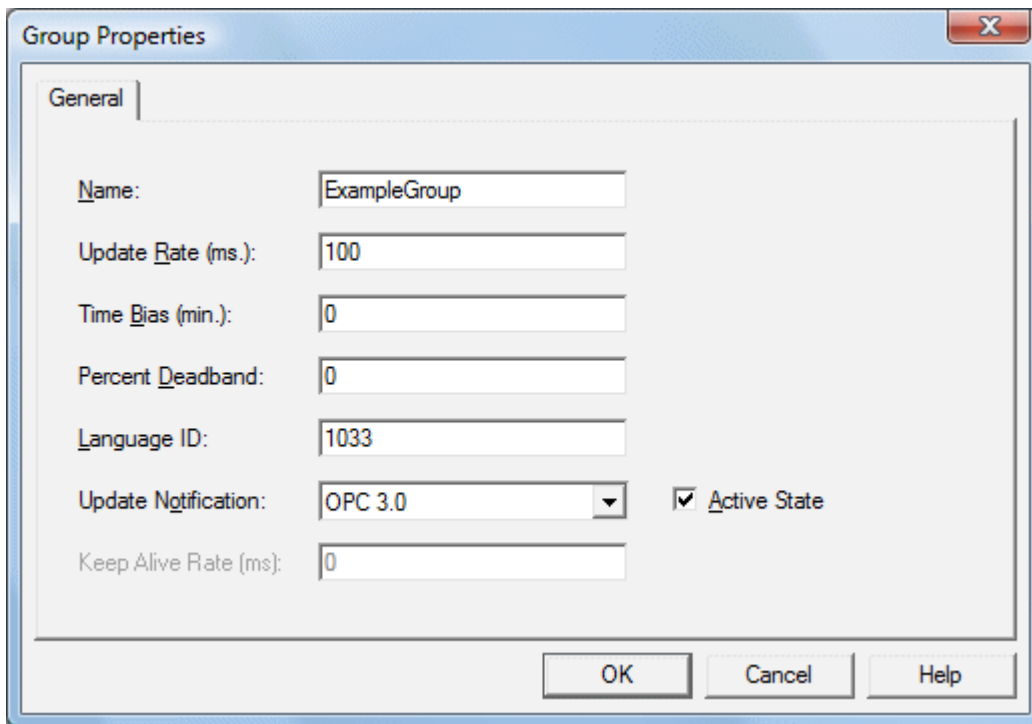 Group Properties
General
Name: ExampleGroup
Update Rate (ms.): 100
Time Bias (min.): 0
Percent Deadband: 0
Language ID: 1033
Update Notification: OPC 3.0 Active State
Keep Alive Rate (ms): 0
OK Cancel Help